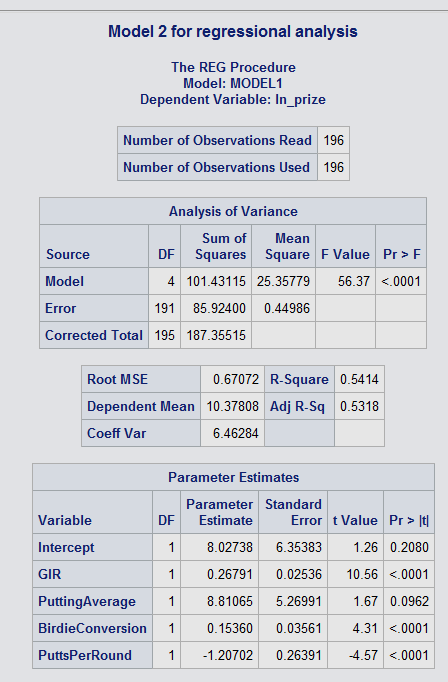 Model 2 for regressional analysis
The REG Procedure
Model: MODEL1
Dependent Variable: ln_prize
Number of Observations Read 196
Number of Observations Used 196
Analysis of Variance
Source DF Sum of Squares Mean Square F Value Pr > F
Model 4 101.43115 25.35779 56.37 <.0001
Error 191 85.92400 0.44986
Corrected Total 195 187.35515
Root MSE 0.67072 R-Square 0.5414
Dependent Mean 10.37808 Adj R-Sq 0.5318
Coeff Var 6.46284
Parameter Estimates
Variable DF Parameter Estimate Standard Error t Value Pr > |t|
Intercept 1 8.02738 6.35383 1.26 0.2080
GIR 1 0.26791 0.02536 10.56 <.0001
PuttingAverage 1 8.81065 5.26991 1.67 0.0962
BirdieConversion 1 0.15360 0.03561 4.31 <.0001
PuttsPerRound 1 -1.20702 0.26391 -4.57 <.0001